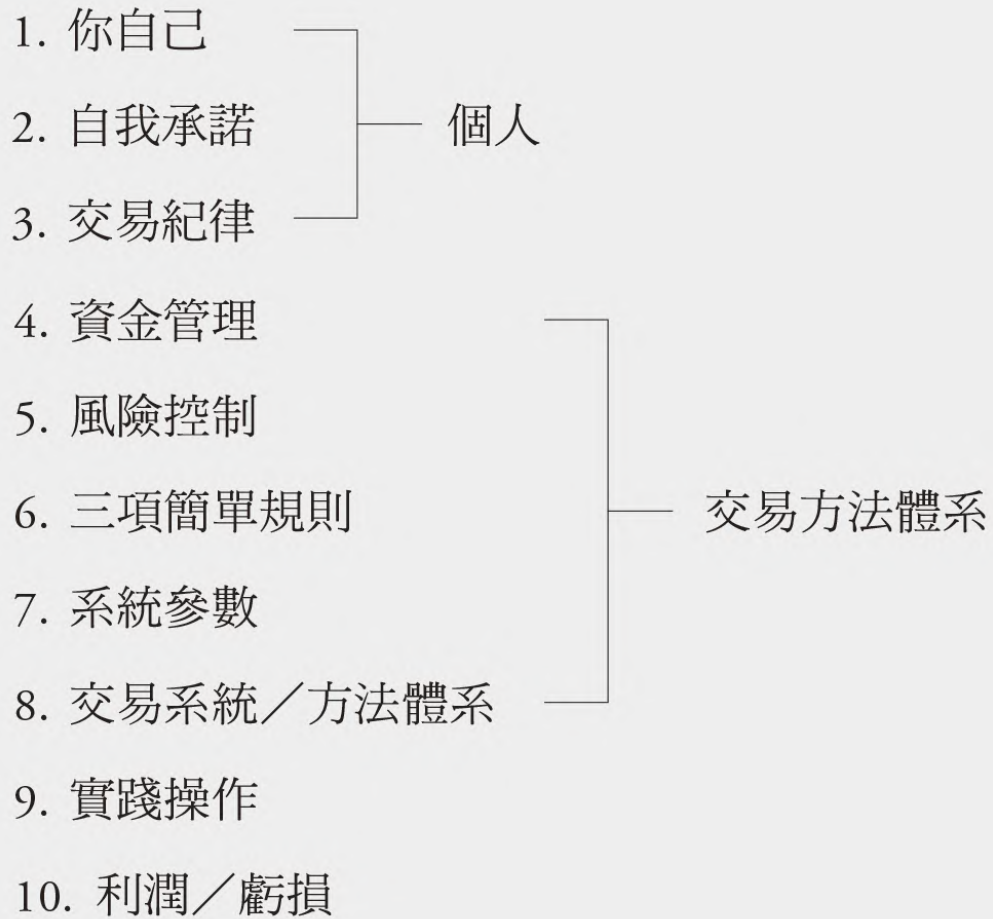 1. 你自己
2. 自我承諾
個人
3. 交易紀律
4. 資金管理
5. 風險控制
6. 三項簡單規則
交易方法體系
7. 系統參數
8. 交易系統／方法體系
9. 實踐操作
10. 利潤／虧損